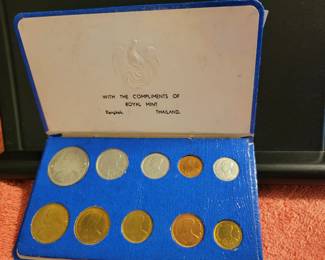 WITH THE COMPLIMENTS OF
ROYAL MINT
Bangkok THAILAND.